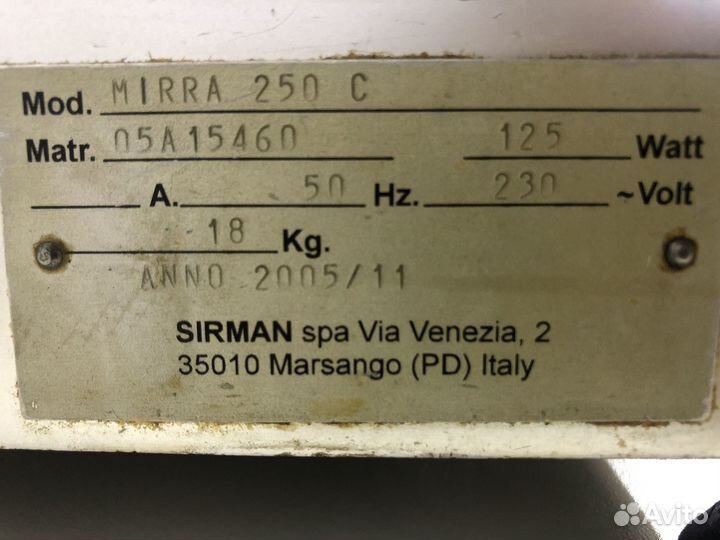 Mod. MIRRA 250 C
Matr. 05A15460 125 Watt
A. 50 Hz. 230 ~Volt
18 Kg.
ANNO 2005/11
SIRMAN spa Via Venezia, 2
35010 Marsango (PD) Italy
Avito